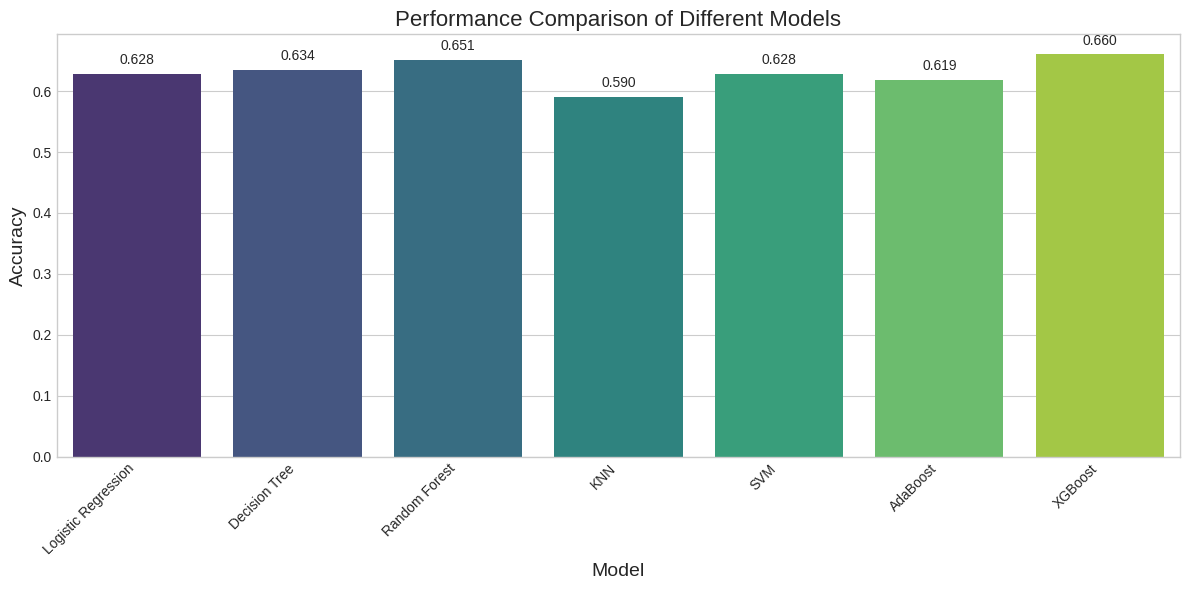 Performance Comparison of Different Models
0.628
0.634
0.651
0.590
0.628
0.619
0.660
Accuracy
0.6
0.5
0.4
0.3
0.2
0.1
0.0
Logistic Regression
Decision Tree
Random Forest
KNN
SVM
AdaBoost
XGBoost
Model